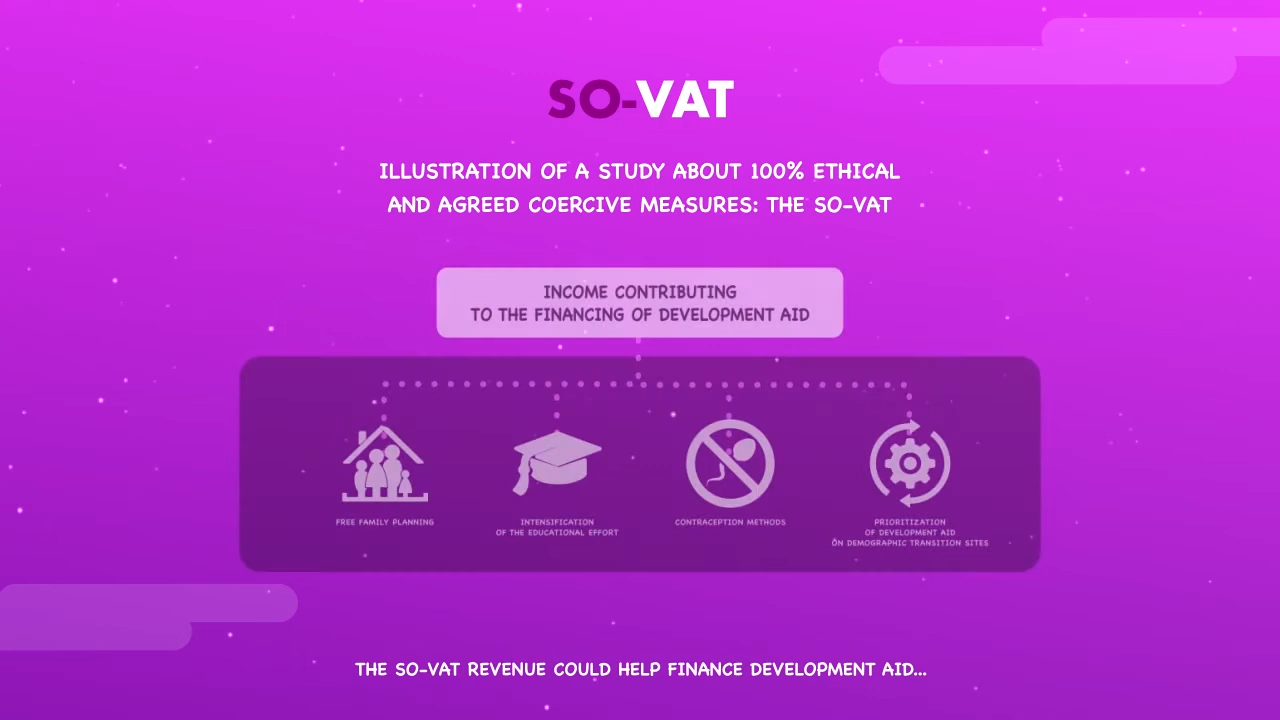 SO-VAT
ILLUSTRATION OF A STUDY ABOUT 100% ETHICAL
AND AGREED COERCIVE MEASURES: THE SO-VAT
INCOME CONTRIBUTING
TO THE FINANCING OF DEVELOPMENT AID
FREE FAMILY PLANNING
INTENSIFICATION
OF THE EDUCATIONAL EFFORT
CONTRACEPTION METHODS
PRIORITIZATION
OF DEVELOPMENT AID
ON DEMOGRAPHIC TRANSITION SITES
THE SO-VAT REVENUE COULD HELP FINANCE DEVELOPMENT AID...